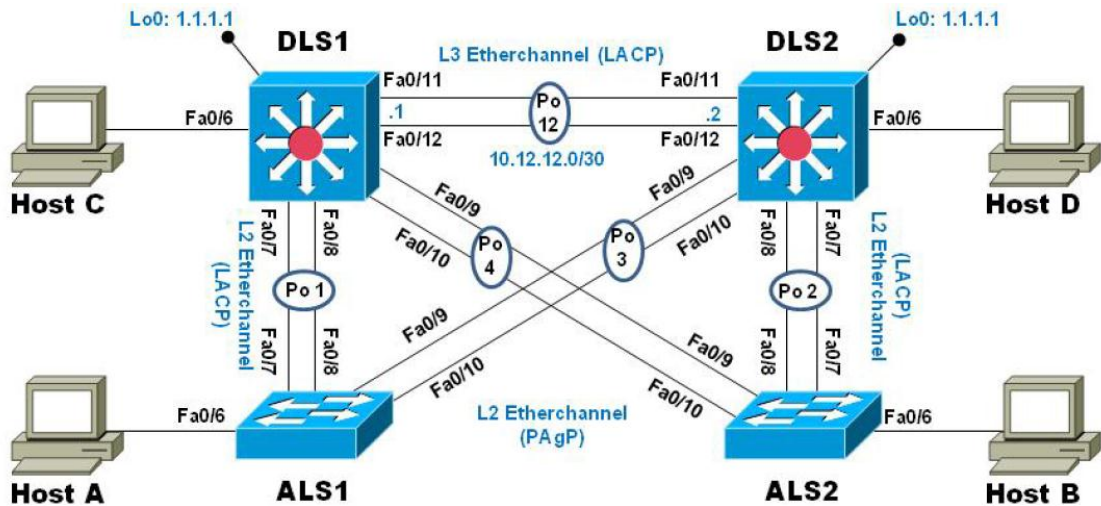 Lo0: 1.1.1.1
Lo0: 1.1.1.1
DLS1
DLS2
L3 Etherchannel (LACP)
Fa0/11
Fa0/11
Fa0/6
.1
Po
12
.2
Fa0/6
Fa0/12
Fa0/12
10.12.12.0/30
Host C
Host D
Fa0/9
Fa0/9
Fa0/7
Fa0/8
Fa0/10
Po
4
Po
3
Fa0/10
Fa0/8
Fa0/7
L2 Etherchannel
(LACP)
Po 1
Po 2
L2 Etherchannel
(LACP)
Fa0/7
Fa0/8
Fa0/9
Fa0/10
Fa0/9
Fa0/10
Fa0/8
Fa0/7
Fa0/6
L2 Etherchannel
(PAgP)
Fa0/6
Host A
ALS1
ALS2
Host B